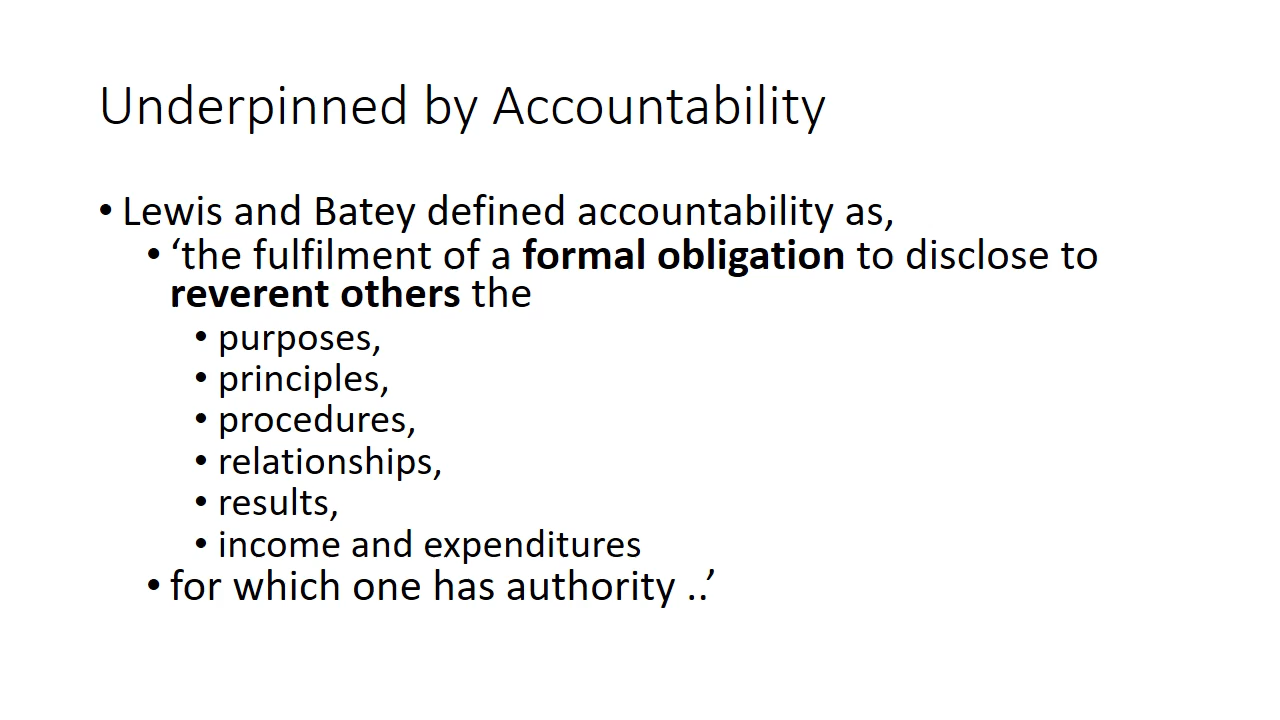 Underpinned by Accountability
• Lewis and Batey defined accountability as,
• ‘the fulfilment of a formal obligation to disclose to
reverent others the
• purposes,
• principles,
• procedures,
• relationships,
• results,
• income and expenditures
• for which one has authority ..’